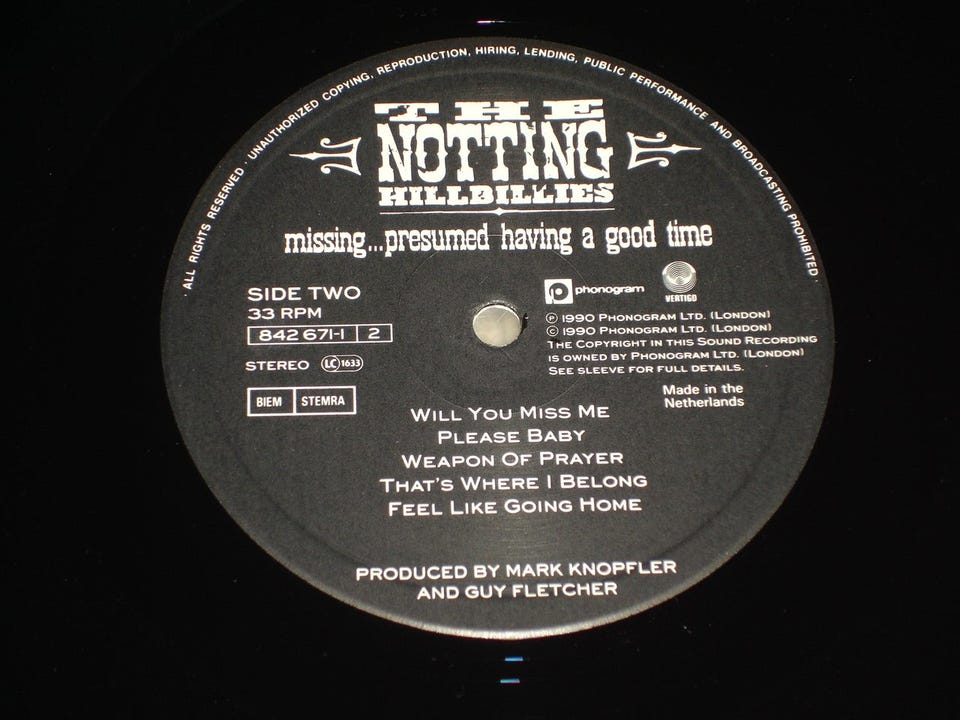 · ALL RIGHTS RESERVED · UNAUTHORIZED COPYING, REPRODUCTION, HIRING, LENDING, PUBLIC PERFORMANCE AND BROADCASTING PROHIBITED ·
THE
NOTTING
HILLBILLIES
missing...presumed having a good time
SIDE TWO
33 RPM
842 671-1 2
STEREO LC 1633
BIEM STEMRA
phonogram
VERTIGO
℗ 1990 PHONOGRAM LTD. (LONDON)
© 1990 PHONOGRAM LTD. (LONDON)
THE COPYRIGHT IN THIS SOUND RECORDING
IS OWNED BY PHONOGRAM LTD. (LONDON)
SEE SLEEVE FOR FULL DETAILS.
Made in the
Netherlands
WILL YOU MISS ME
PLEASE BABY
WEAPON OF PRAYER
THAT'S WHERE I BELONG
FEEL LIKE GOING HOME
PRODUCED BY MARK KNOPFLER
AND GUY FLETCHER